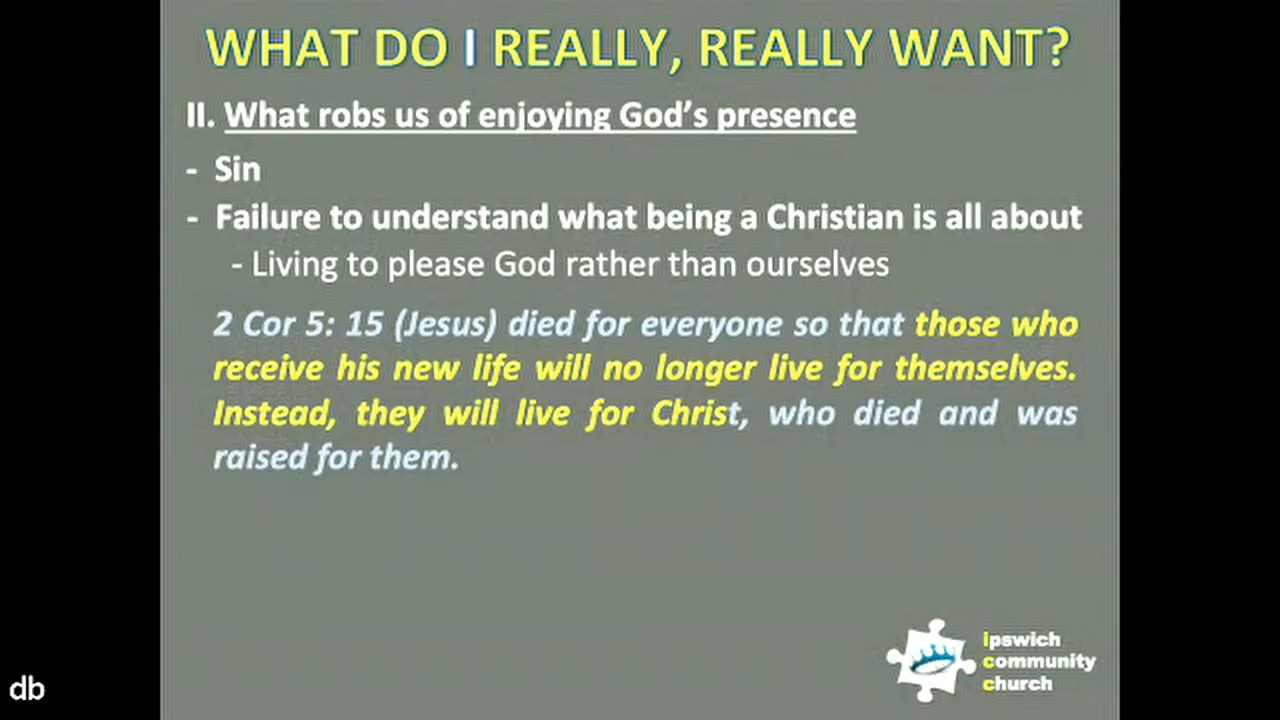 WHAT DO I REALLY, REALLY WANT?
II. What robs us of enjoying God's presence
- Sin
- Failure to understand what being a Christian is all about
- Living to please God rather than ourselves
2 Cor 5: 15 (Jesus) died for everyone so that those who
receive his new life will no longer live for themselves.
Instead, they will live for Christ, who died and was
raised for them.
ipswich
community
church
db